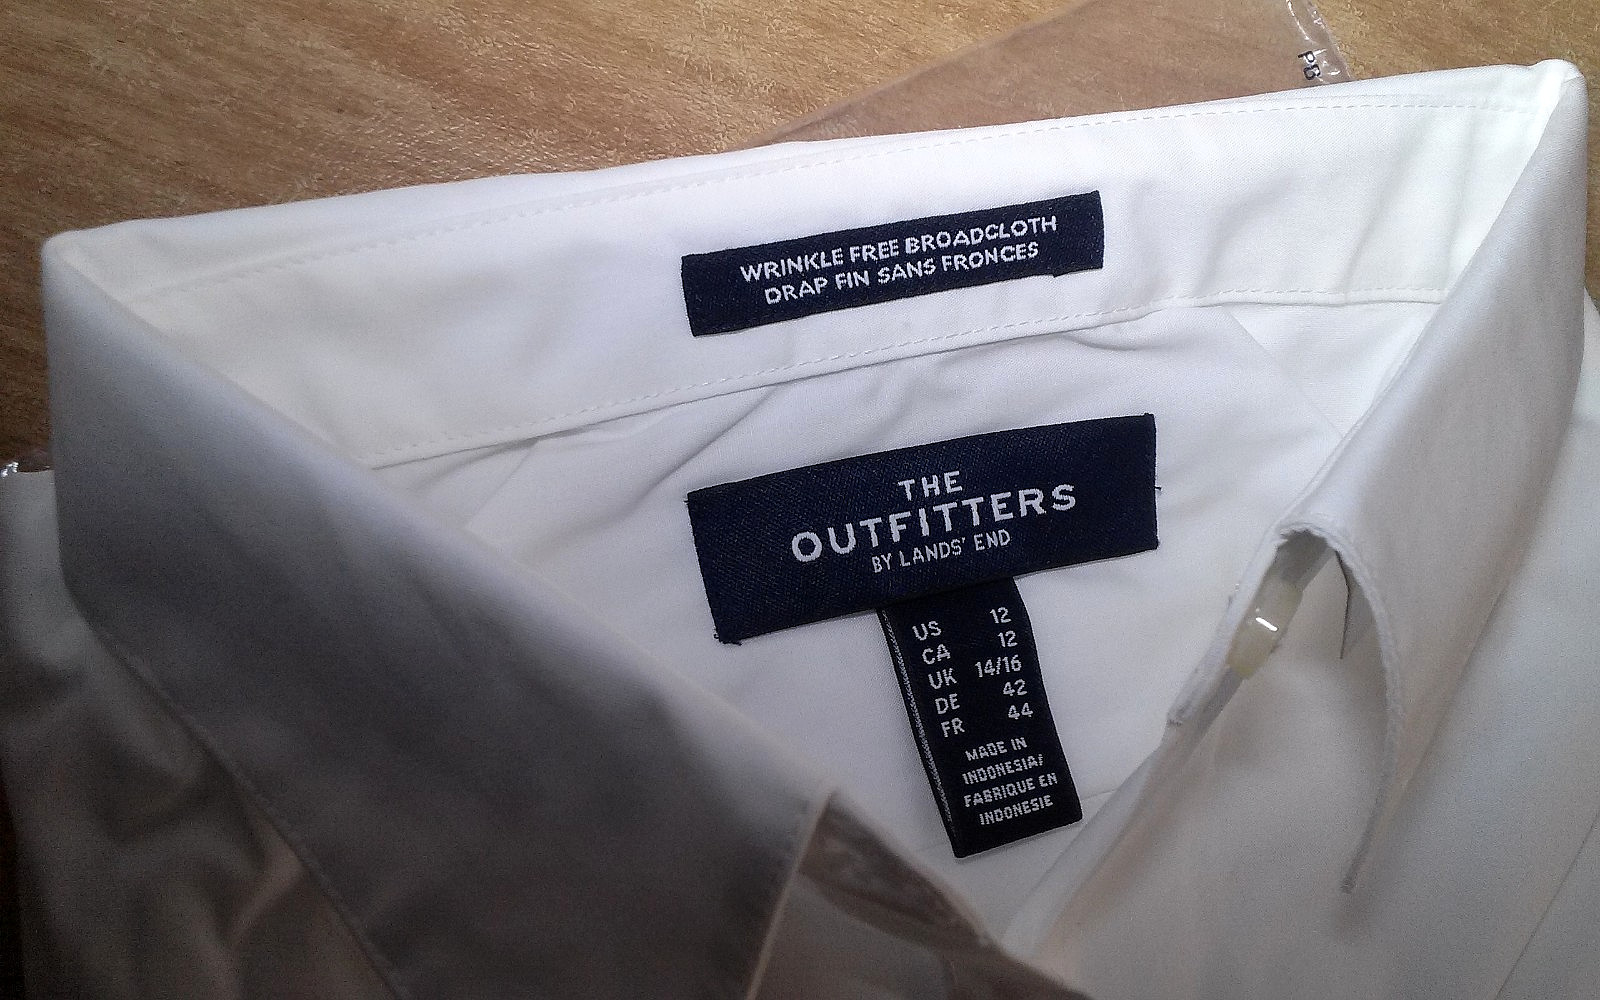 WRINKLE FREE BROADCLOTH
DRAP FIN SANS FRONCES
THE
OUTFITTERS
BY LANDS' END
US 12
CA 12
UK 14/16
DE 42
FR 44
MADE IN
INDONESIA/
FABRIQUE EN
INDONESIE